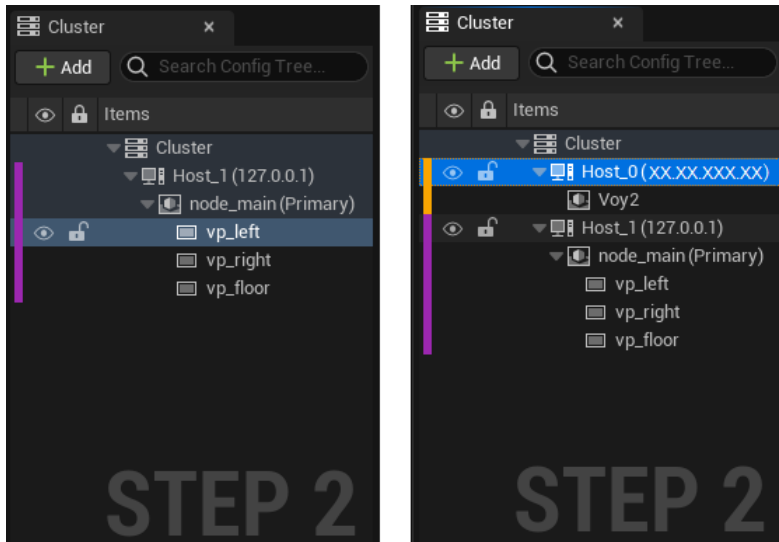 Cluster ×
+ Add Search Config Tree...
Items
Cluster
Host_1 (127.0.0.1)
node_main (Primary)
vp_left
vp_right
vp_floor
STEP 2
Cluster ×
+ Add Search Config Tree...
Items
Cluster
Host_0 (XX.XX.XXX.XX)
Voy2
Host_1 (127.0.0.1)
node_main (Primary)
vp_left
vp_right
vp_floor
STEP 2